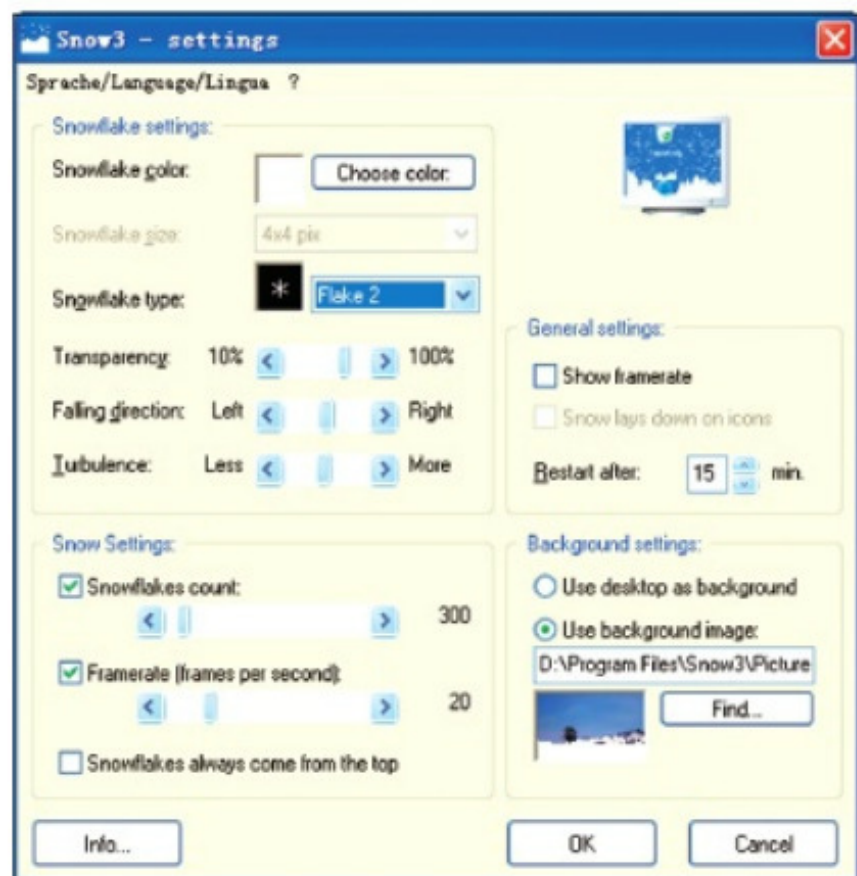 Snow3 - settings
Sprache/Language/Lingua ?
Snowflake settings:
Snowflake color:
Choose color:
Snowflake size:
4x4 pix
Snowflake type:
Flake 2
Transparency:
10%
100%
Falling direction:
Left
Right
Turbulence:
Less
More
General settings:
Show framerate
Snow lays down on icons
Restart after:
15
min.
Snow Settings:
Snowflakes count:
300
Framerate (frames per second):
20
Snowflakes always come from the top
Background settings:
Use desktop as background
Use background image:
D:\Program Files\Snow3\Picture
Find...
Info...
OK
Cancel